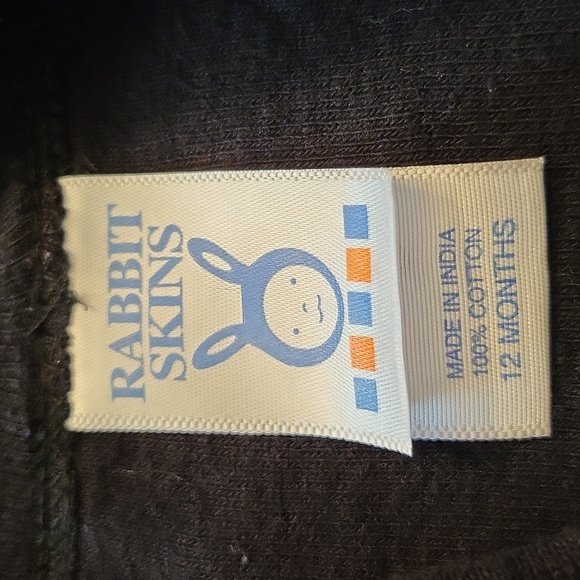 RABBIT
SKINS
MADE IN INDIA
100% COTTON
12 MONTHS